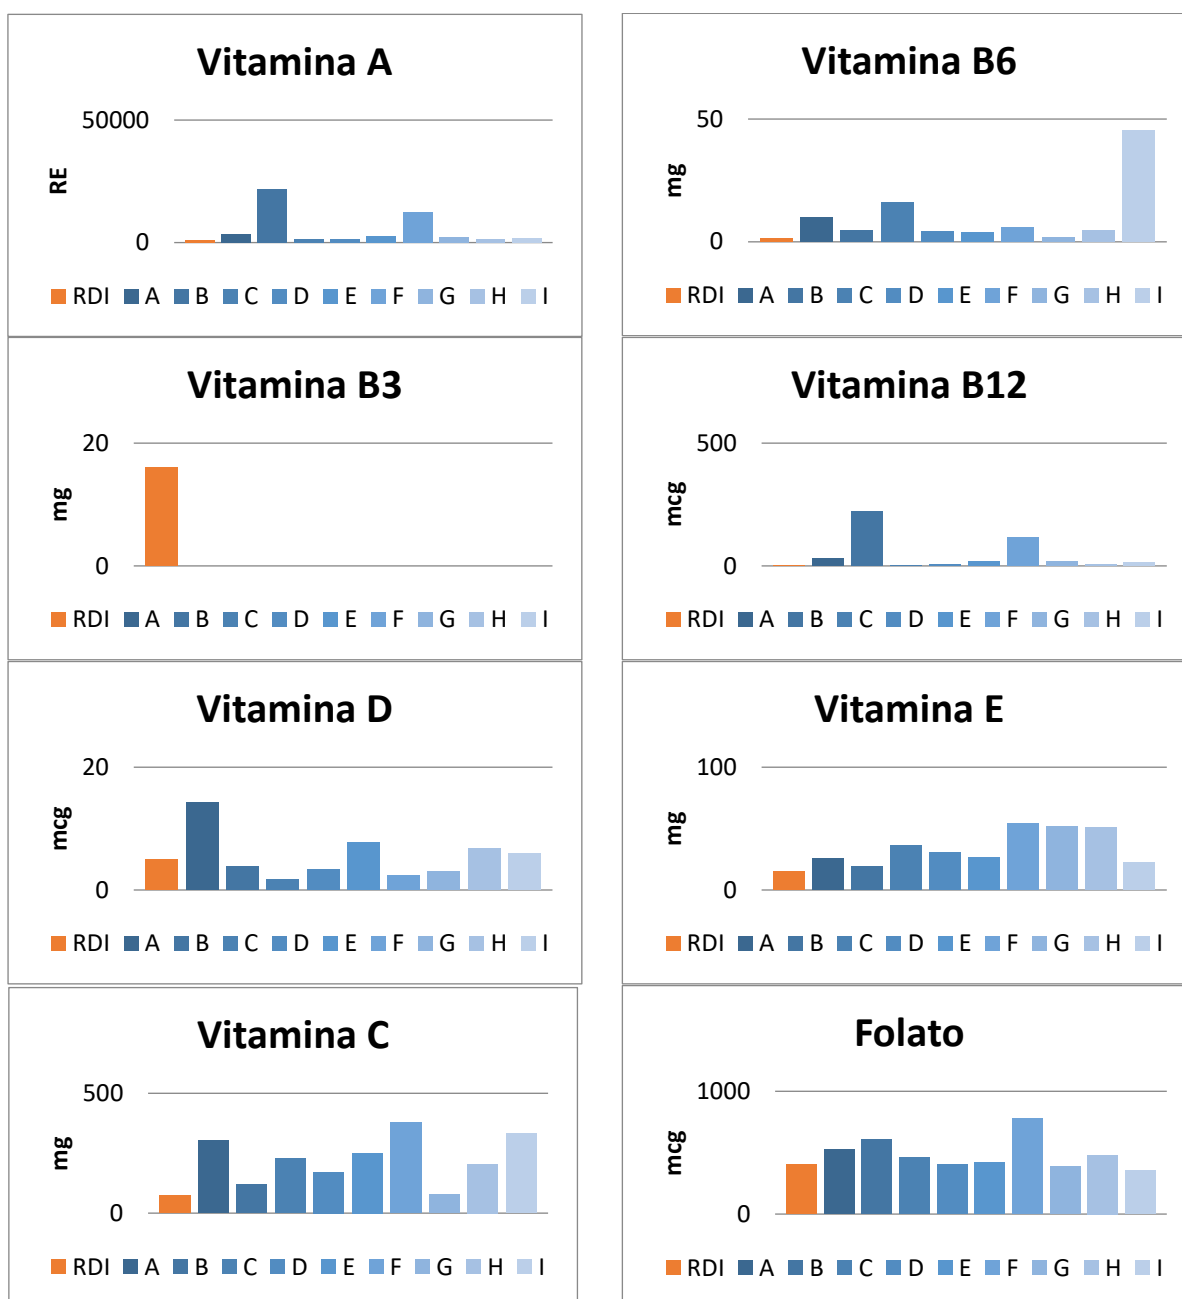 Vitamina A
50000
RE
0
RDI A B C D E F G H I
Vitamina B6
50
mg
0
RDI A B C D E F G H I
Vitamina B3
20
mg
0
RDI A B C D E F G H I
Vitamina B12
500
mcg
0
RDI A B C D E F G H I
Vitamina D
20
mcg
0
RDI A B C D E F G H I
Vitamina E
100
mg
0
RDI A B C D E F G H I
Vitamina C
500
mg
0
RDI A B C D E F G H I
Folato
1000
mcg
0
RDI A B C D E F G H I